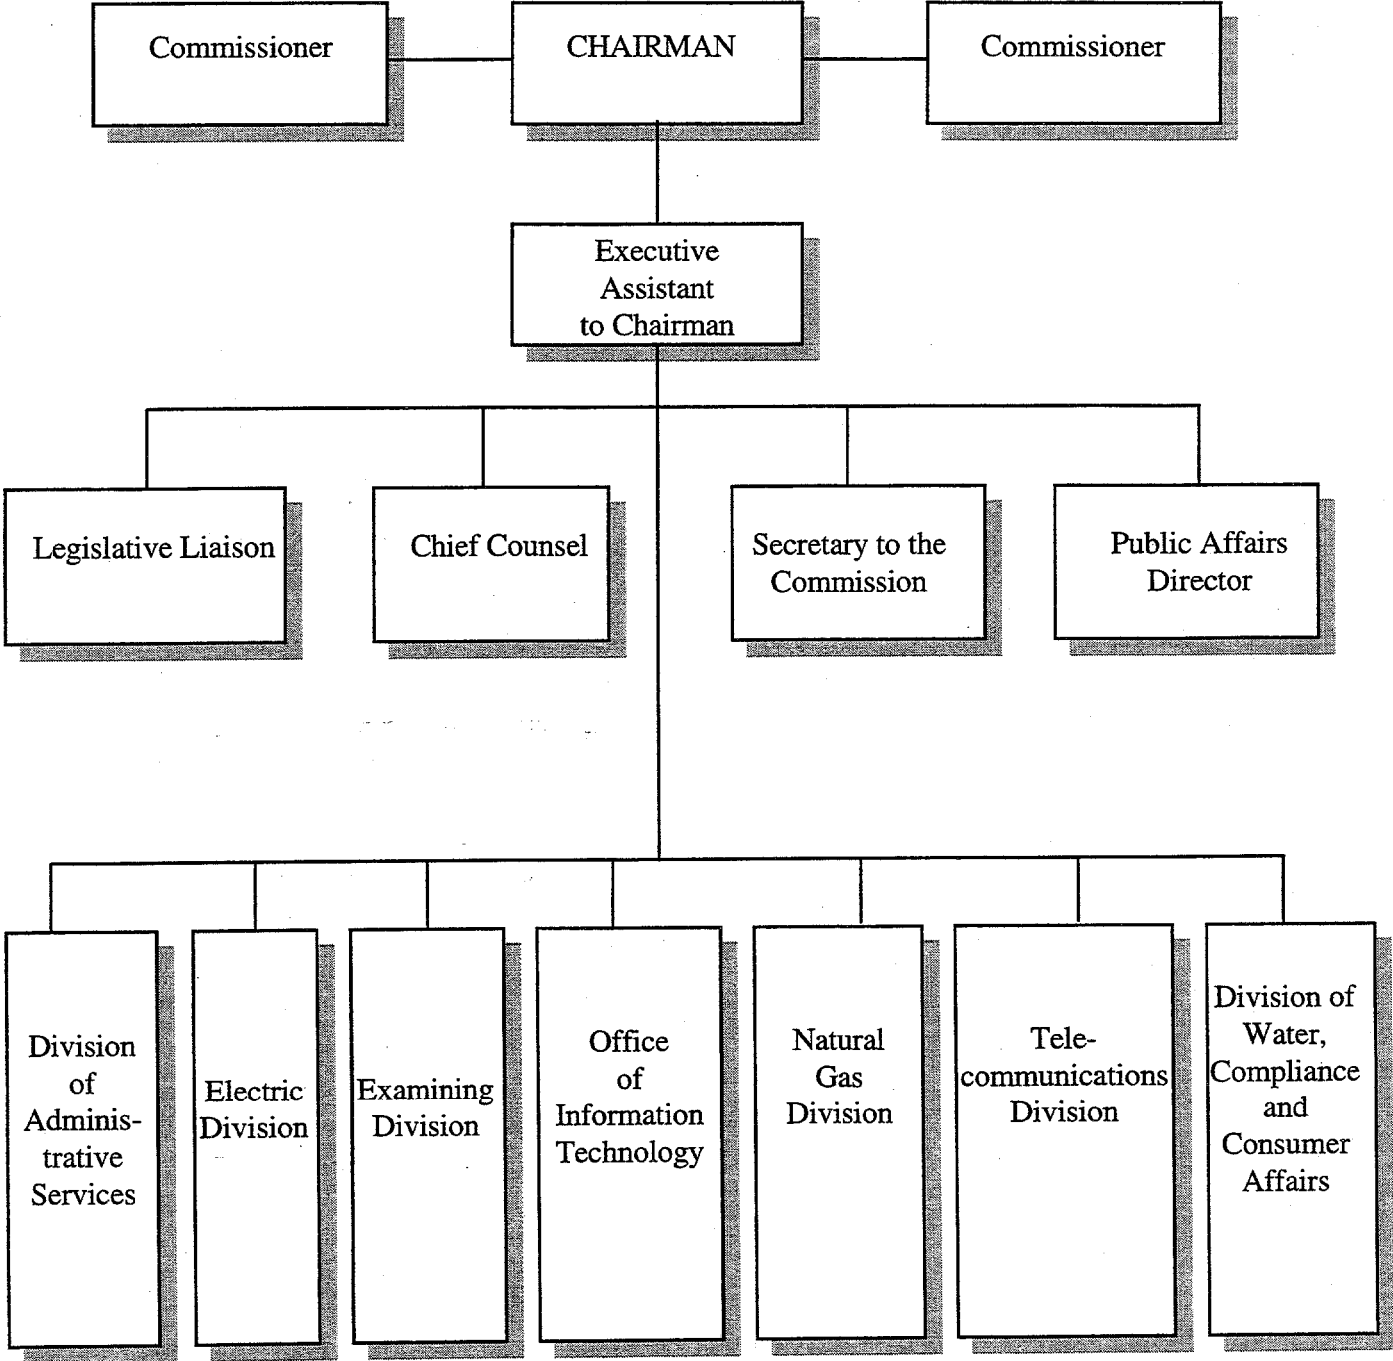 Commissioner
CHAIRMAN
Commissioner
Executive
Assistant
to Chairman
Legislative Liaison
Chief Counsel
Secretary to the
Commission
Public Affairs
Director
Division
of
Adminis-
trative
Services
Electric
Division
Examining
Division
Office
of
Information
Technology
Natural
Gas
Division
Tele-
communications
Division
Division of
Water,
Compliance
and
Consumer
Affairs